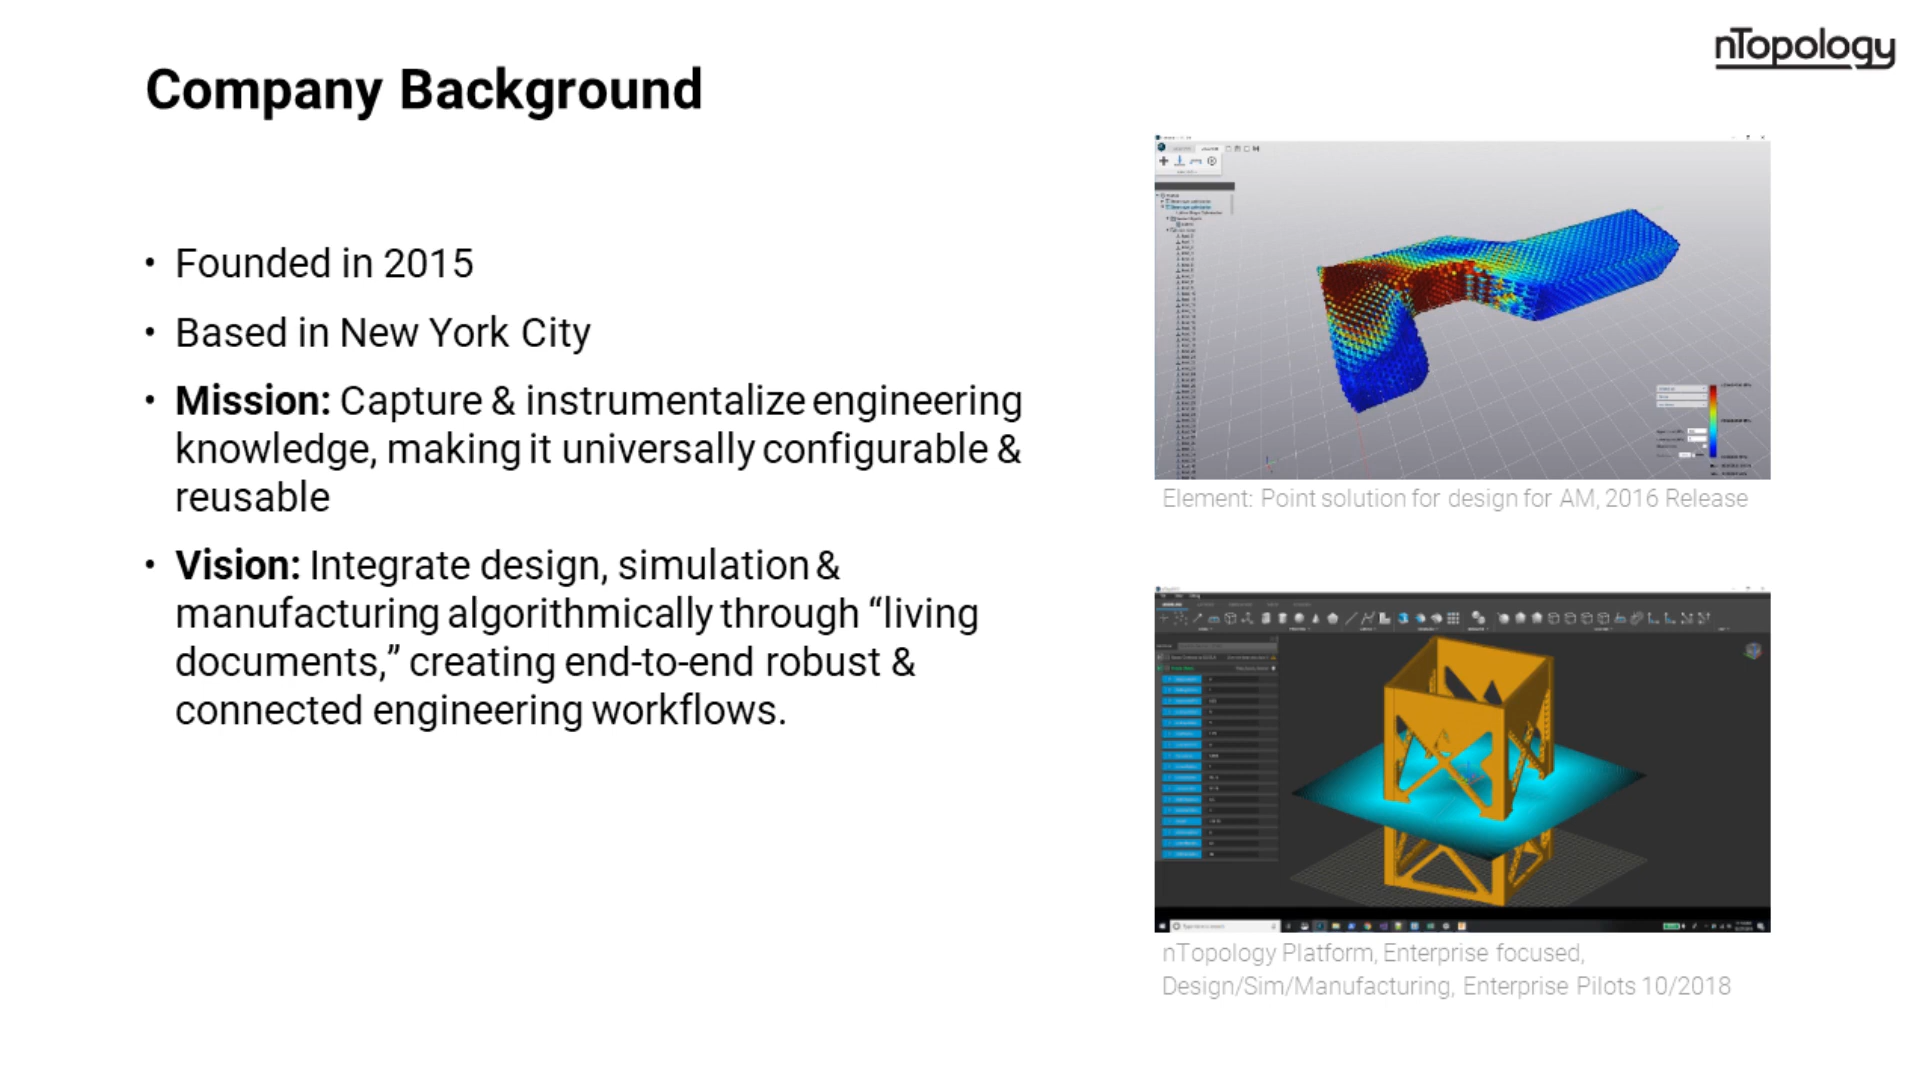 nTopology
Company Background
• Founded in 2015
• Based in New York City
• Mission: Capture & instrumentalize engineering
knowledge, making it universally configurable &
reusable
• Vision: Integrate design, simulation &
manufacturing algorithmically through “living
documents,” creating end-to-end robust &
connected engineering workflows.
Element: Point solution for design for AM, 2016 Release
nTopology Platform, Enterprise focused,
Design/Sim/Manufacturing, Enterprise Pilots 10/2018